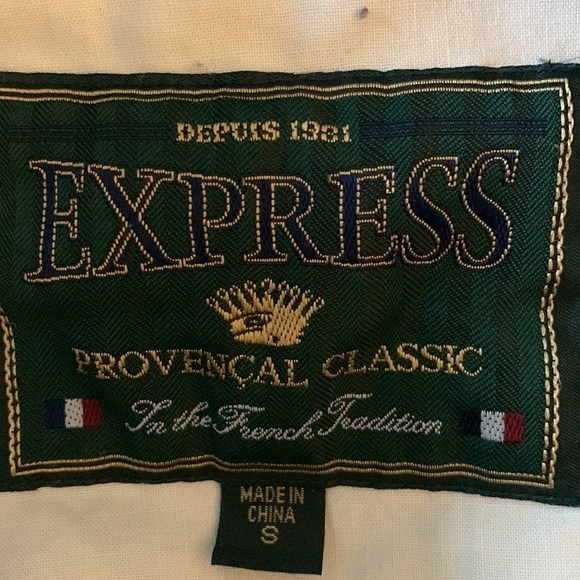 DEPUIS 1981
EXPRESS
PROVENÇAL CLASSIC
In the French Tradition
MADE IN
CHINA
S